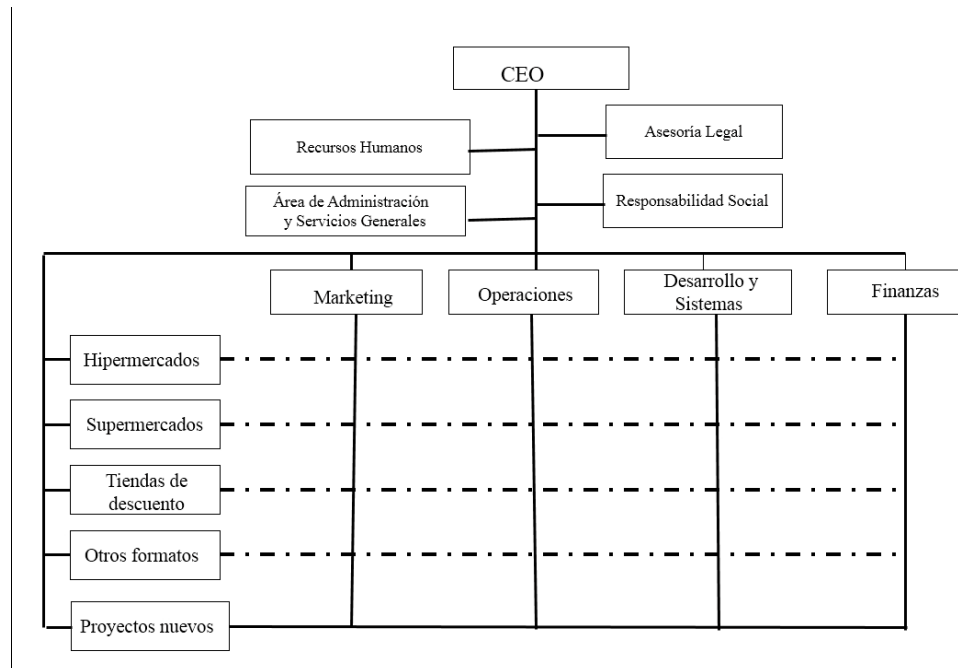 CEO
Asesoría Legal
Recursos Humanos
Área de Administración
y Servicios Generales
Responsabilidad Social
Marketing
Operaciones
Desarrollo y
Sistemas
Finanzas
Hipermercados
Supermercados
Tiendas de
descuento
Otros formatos
Proyectos nuevos